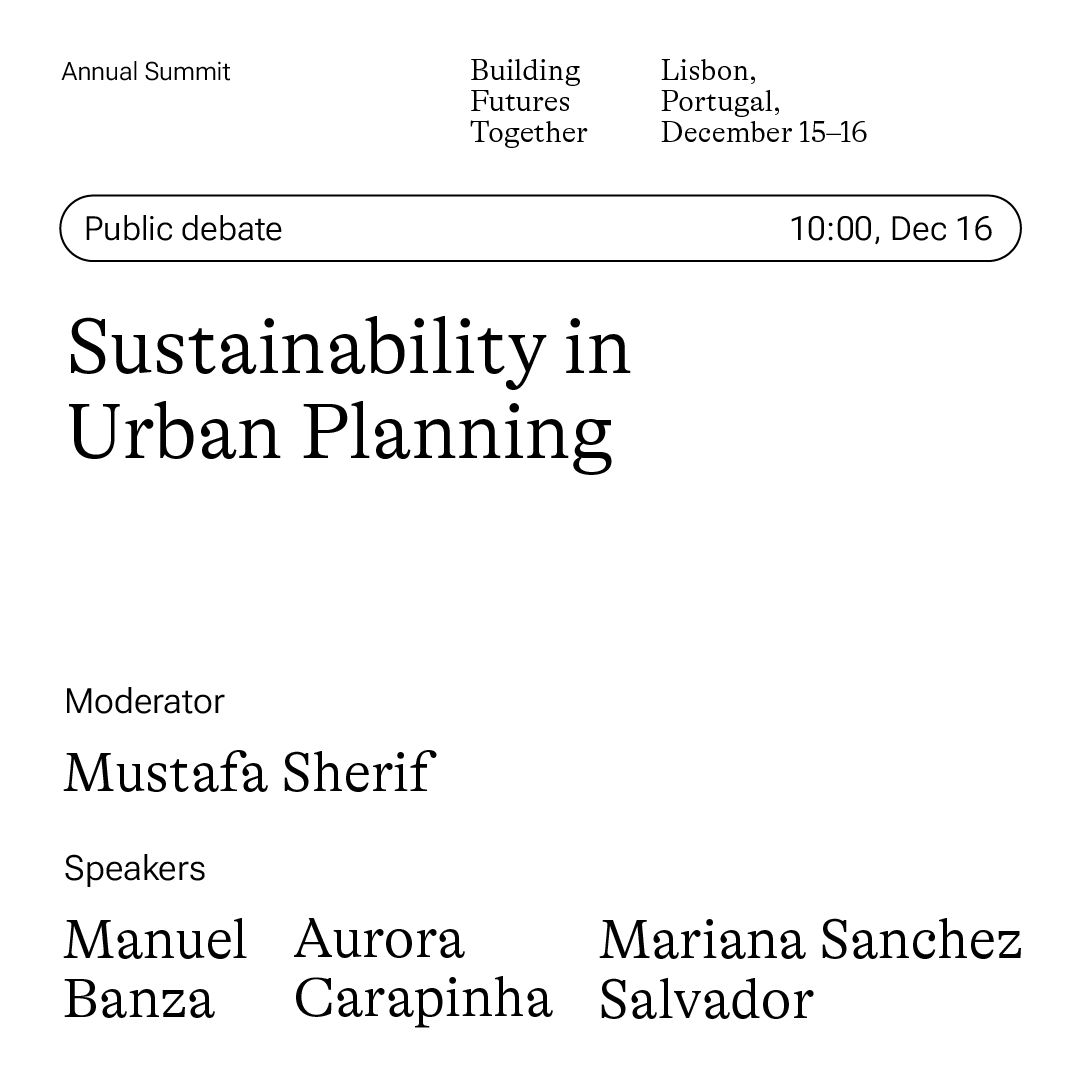 Annual Summit
Building
Futures
Together
Lisbon,
Portugal,
December 15–16
Public debate
10:00, Dec 16
Sustainability in
Urban Planning
Moderator
Mustafa Sherif
Speakers
Manuel
Banza
Aurora
Carapinha
Mariana Sanchez
Salvador